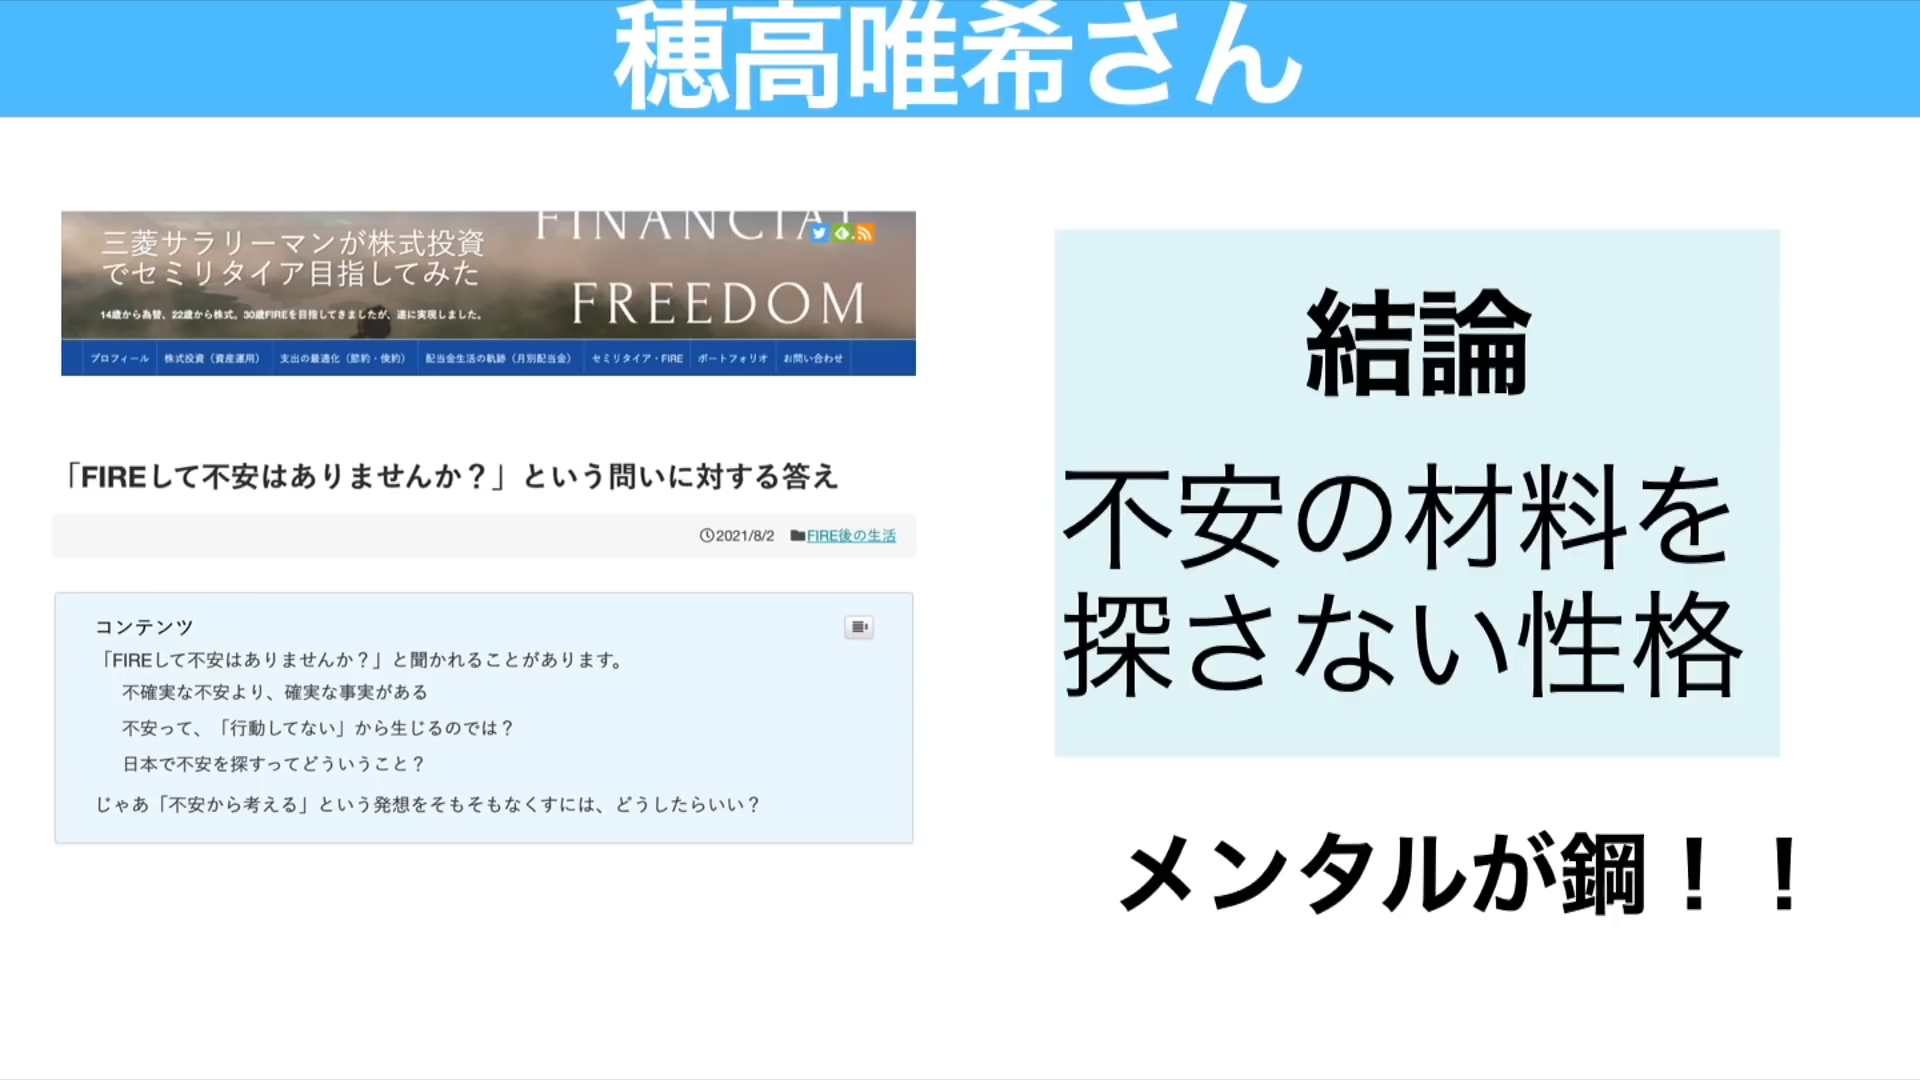 穂高唯希さん
三菱サラリーマンが株式投資
でセミリタイア目指してみた
14歳から為替、22歳から株式。30歳FIREを目指してきましたが、遂に実現しました。
FINANCIAL
FREEDOM
プロフィール 株式投資（資産運用） 支出の最適化（節約・倹約） 配当金生活の軌跡（月別配当金） セミリタイア・FIRE ポートフォリオ お問い合わせ
「FIREして不安はありませんか？」という問いに対する答え
2021/8/2 FIRE後の生活
コンテンツ
「FIREして不安はありませんか？」と聞かれることがあります。
不確実な不安より、確実な事実がある
不安って、「行動してない」から生じるのでは？
日本で不安を探すってどういうこと？
じゃあ「不安から考える」という発想をそもそもなくすには、どうしたらいい？
結論
不安の材料を
探さない性格
メンタルが鋼！！